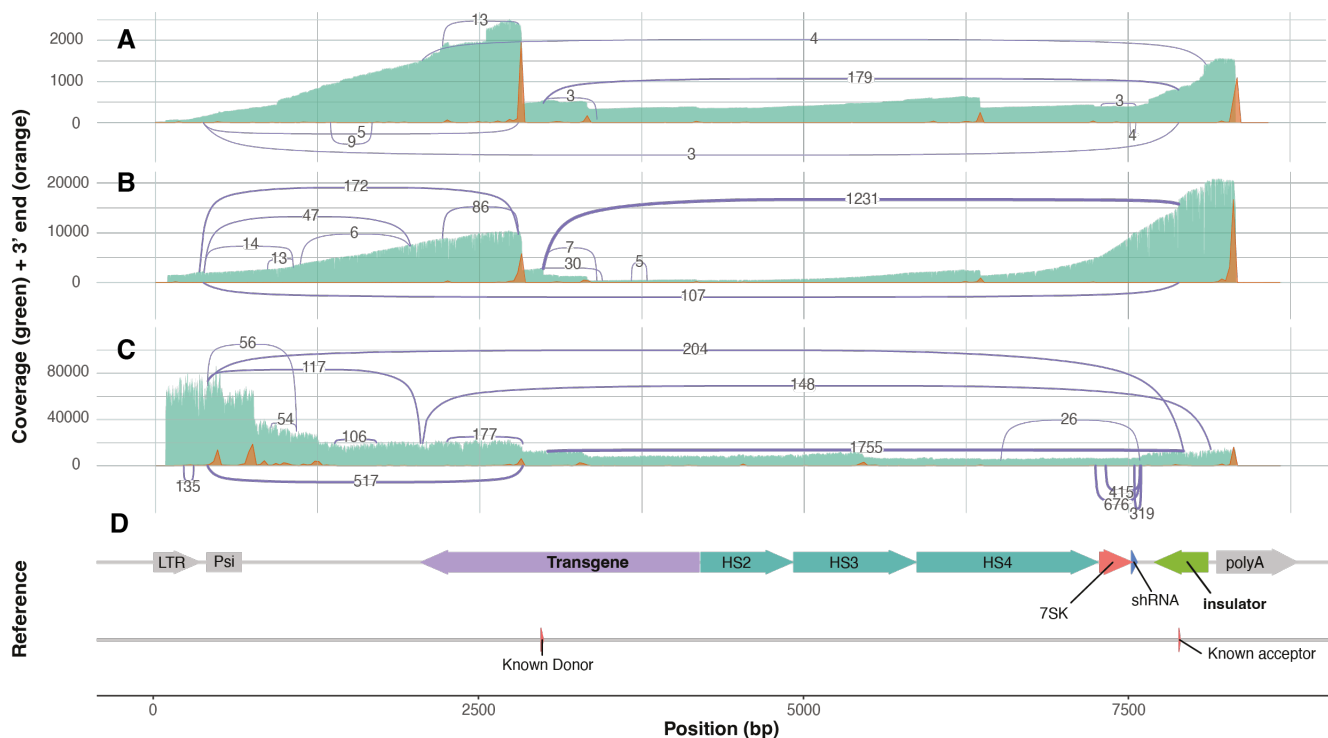 Coverage (green) + 3' end (orange)
A
2000
1000
0
13
4
179
3
3
5
9
4
3
B
20000
10000
0
172
47
86
14
6
13
1231
7
30
5
107
C
80000
40000
0
56
204
117
148
54
106
177
26
1755
135
517
415
676
319
D
Reference
LTR
Psi
Transgene
HS2
HS3
HS4
polyA
7SK
shRNA
insulator
Known Donor
Known acceptor
0
2500
5000
7500
Position (bp)